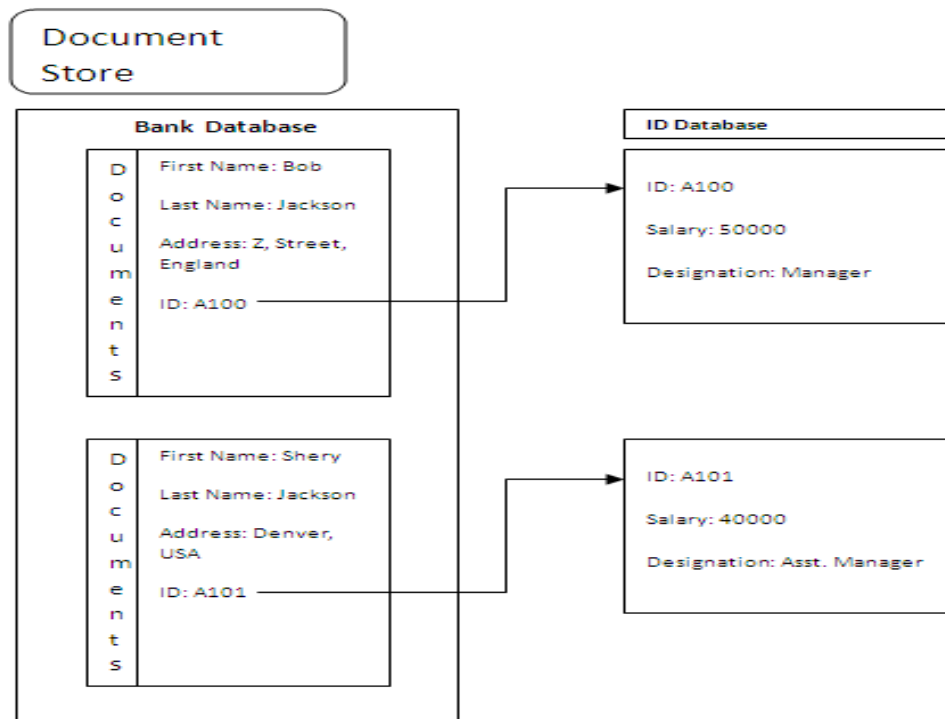 Document
Store
Bank Database
D
o
c
u
m
e
n
t
s
First Name: Bob
Last Name: Jackson
Address: Z, Street,
England
ID: A100
D
o
c
u
m
e
n
t
s
First Name: Shery
Last Name: Jackson
Address: Denver,
USA
ID: A101
ID Database
ID: A100
Salary: 50000
Designation: Manager
ID: A101
Salary: 40000
Designation: Asst. Manager